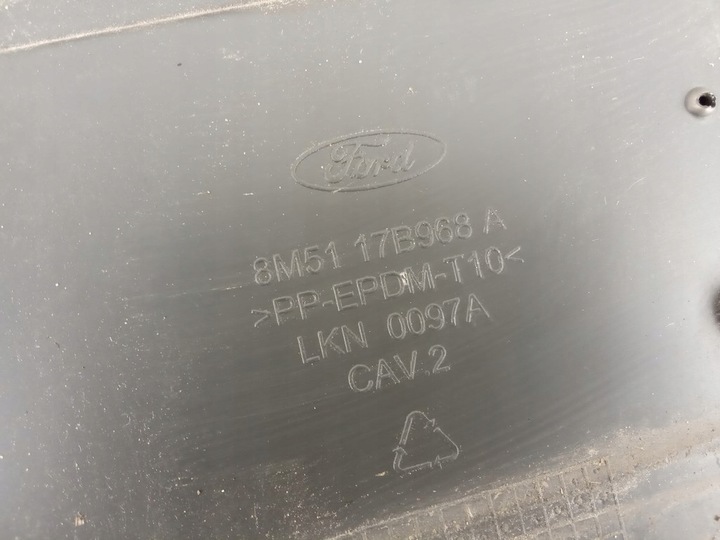 Ford
8M51 17B968 A
>PP-EPDM-T10<
LKN 0097A
CAV.2